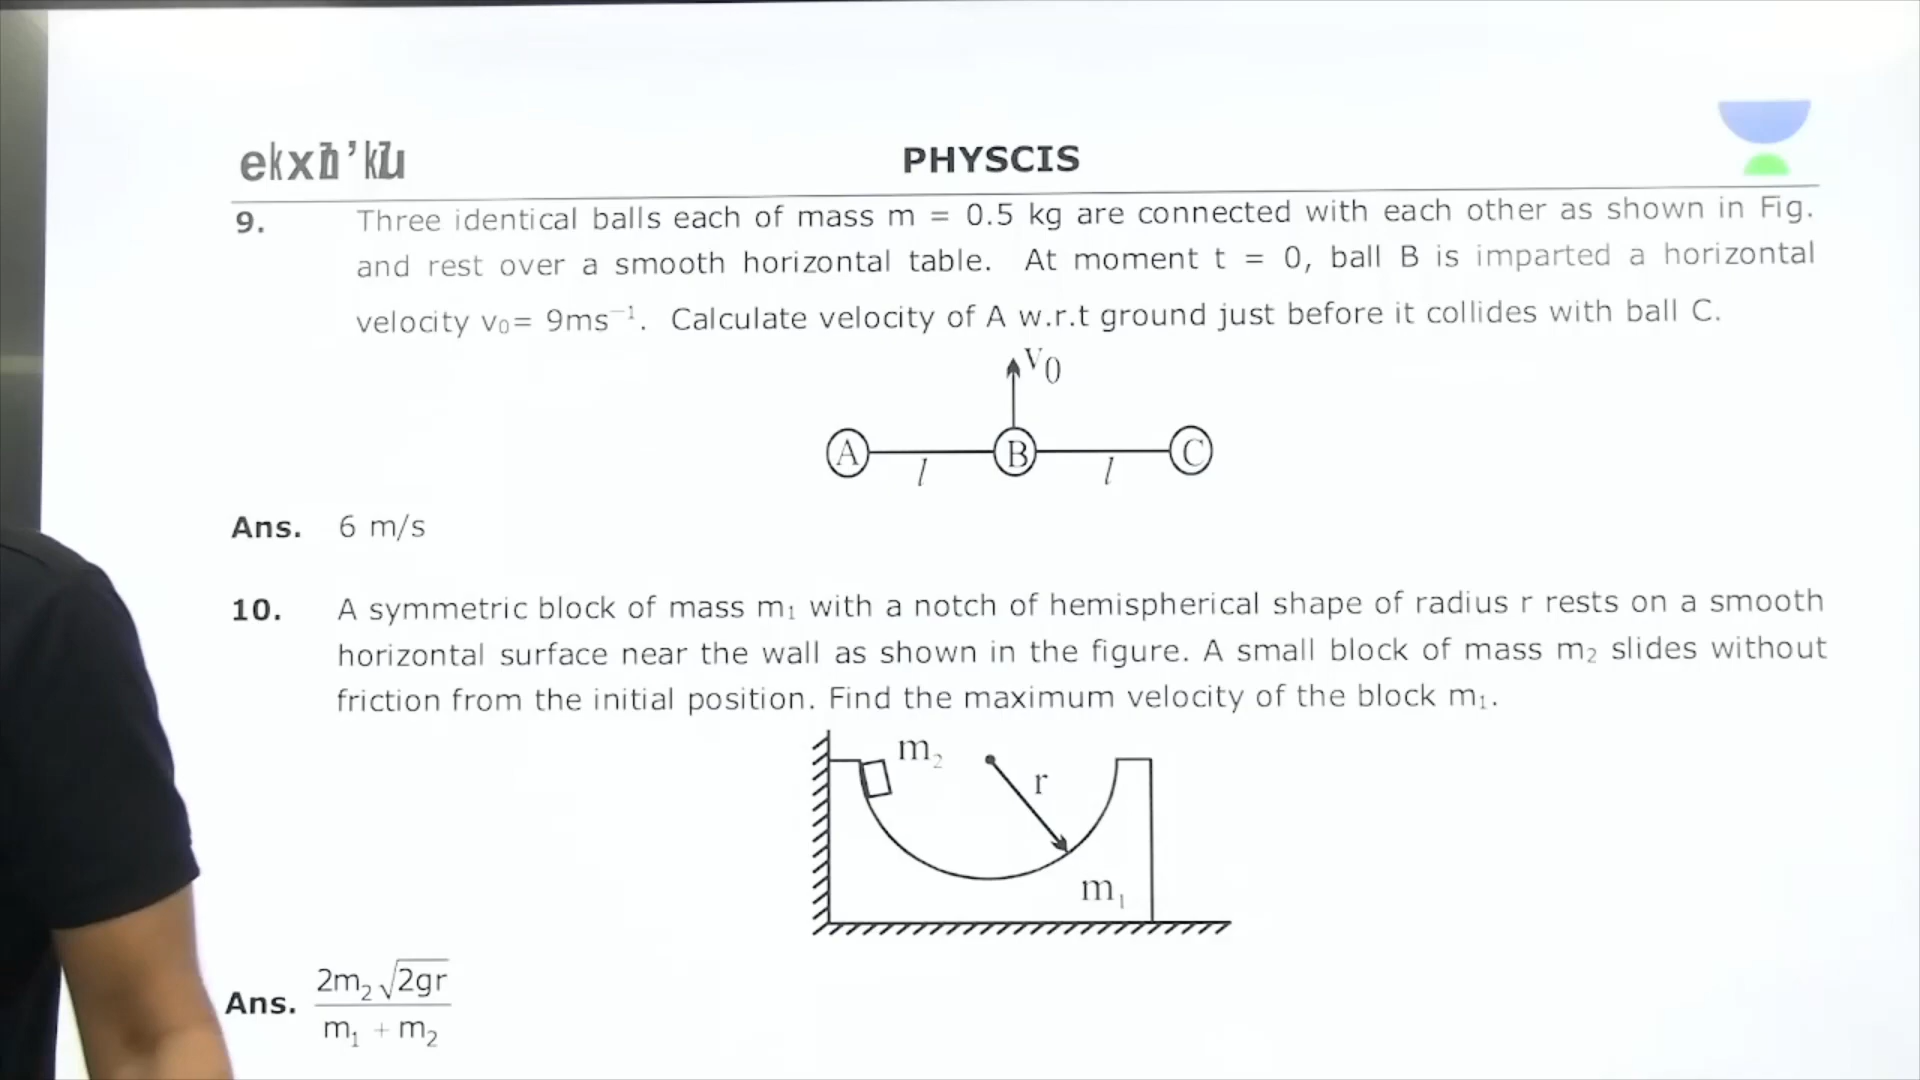 ekxZn'kZu
PHYSCIS
9. Three identical balls each of mass m = 0.5 kg are connected with each other as shown in Fig.
and rest over a smooth horizontal table. At moment t = 0, ball B is imparted a horizontal
velocity v₀= 9ms⁻¹. Calculate velocity of A w.r.t ground just before it collides with ball C.
V0
A B C
l l
Ans. 6 m/s
10. A symmetric block of mass m₁ with a notch of hemispherical shape of radius r rests on a smooth
horizontal surface near the wall as shown in the figure. A small block of mass m₂ slides without
friction from the initial position. Find the maximum velocity of the block m₁.
m₂
r
m₁
Ans. 2m₂√2gr
m₁ + m₂